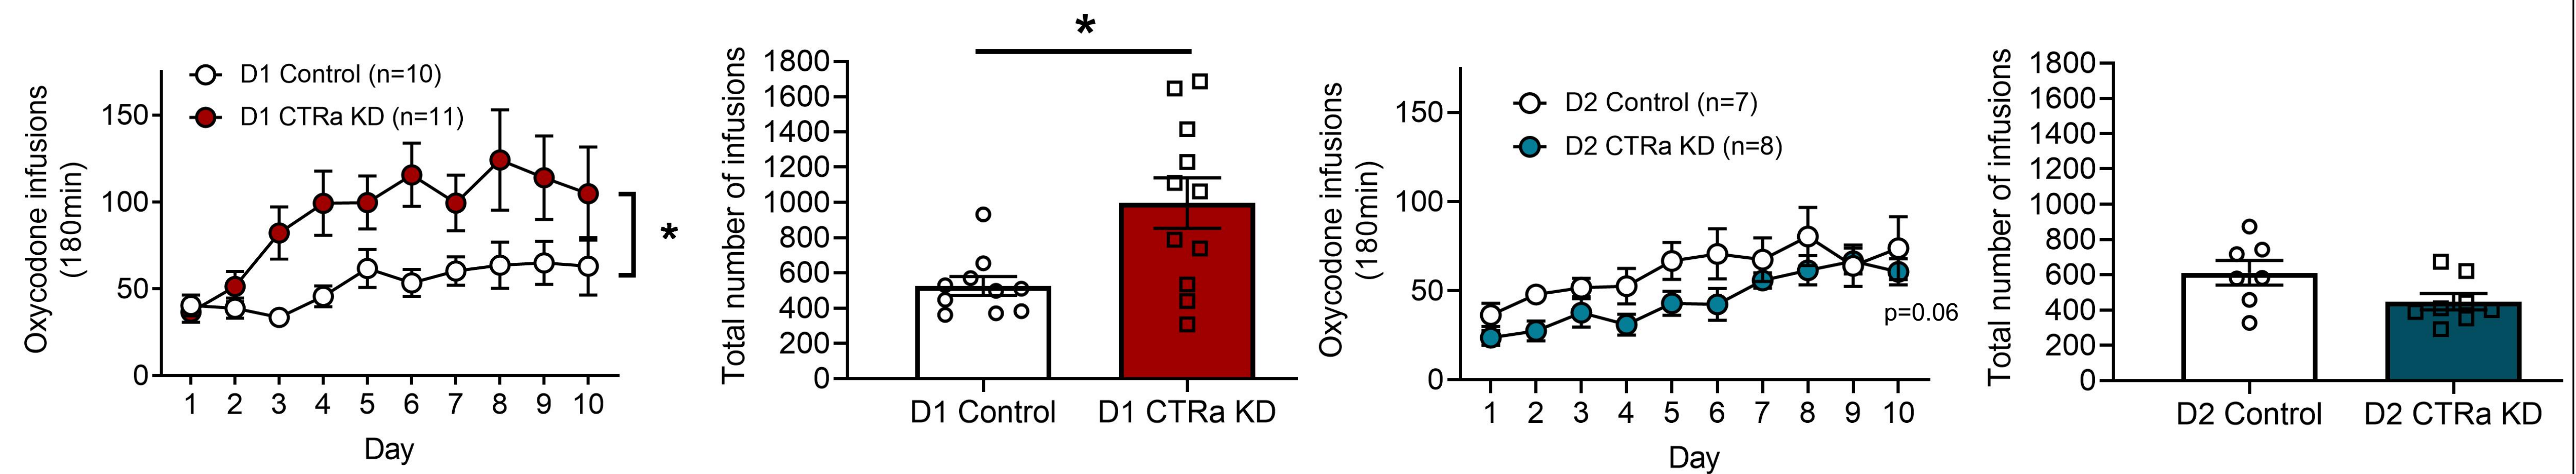 D1 Control (n=10)
D1 CTRa KD (n=11)
Oxycodone infusions
(180min)
150
100
50
0
*
1 2 3 4 5 6 7 8 9 10
Day
*
Total number of infusions
1800
1600
1400
1200
1000
800
600
400
200
0
D1 Control D1 CTRa KD
D2 Control (n=7)
D2 CTRa KD (n=8)
Oxycodone infusions
(180min)
150
100
50
0
p=0.06
1 2 3 4 5 6 7 8 9 10
Day
Total number of infusions
1800
1600
1400
1200
1000
800
600
400
200
0
D2 Control D2 CTRa KD